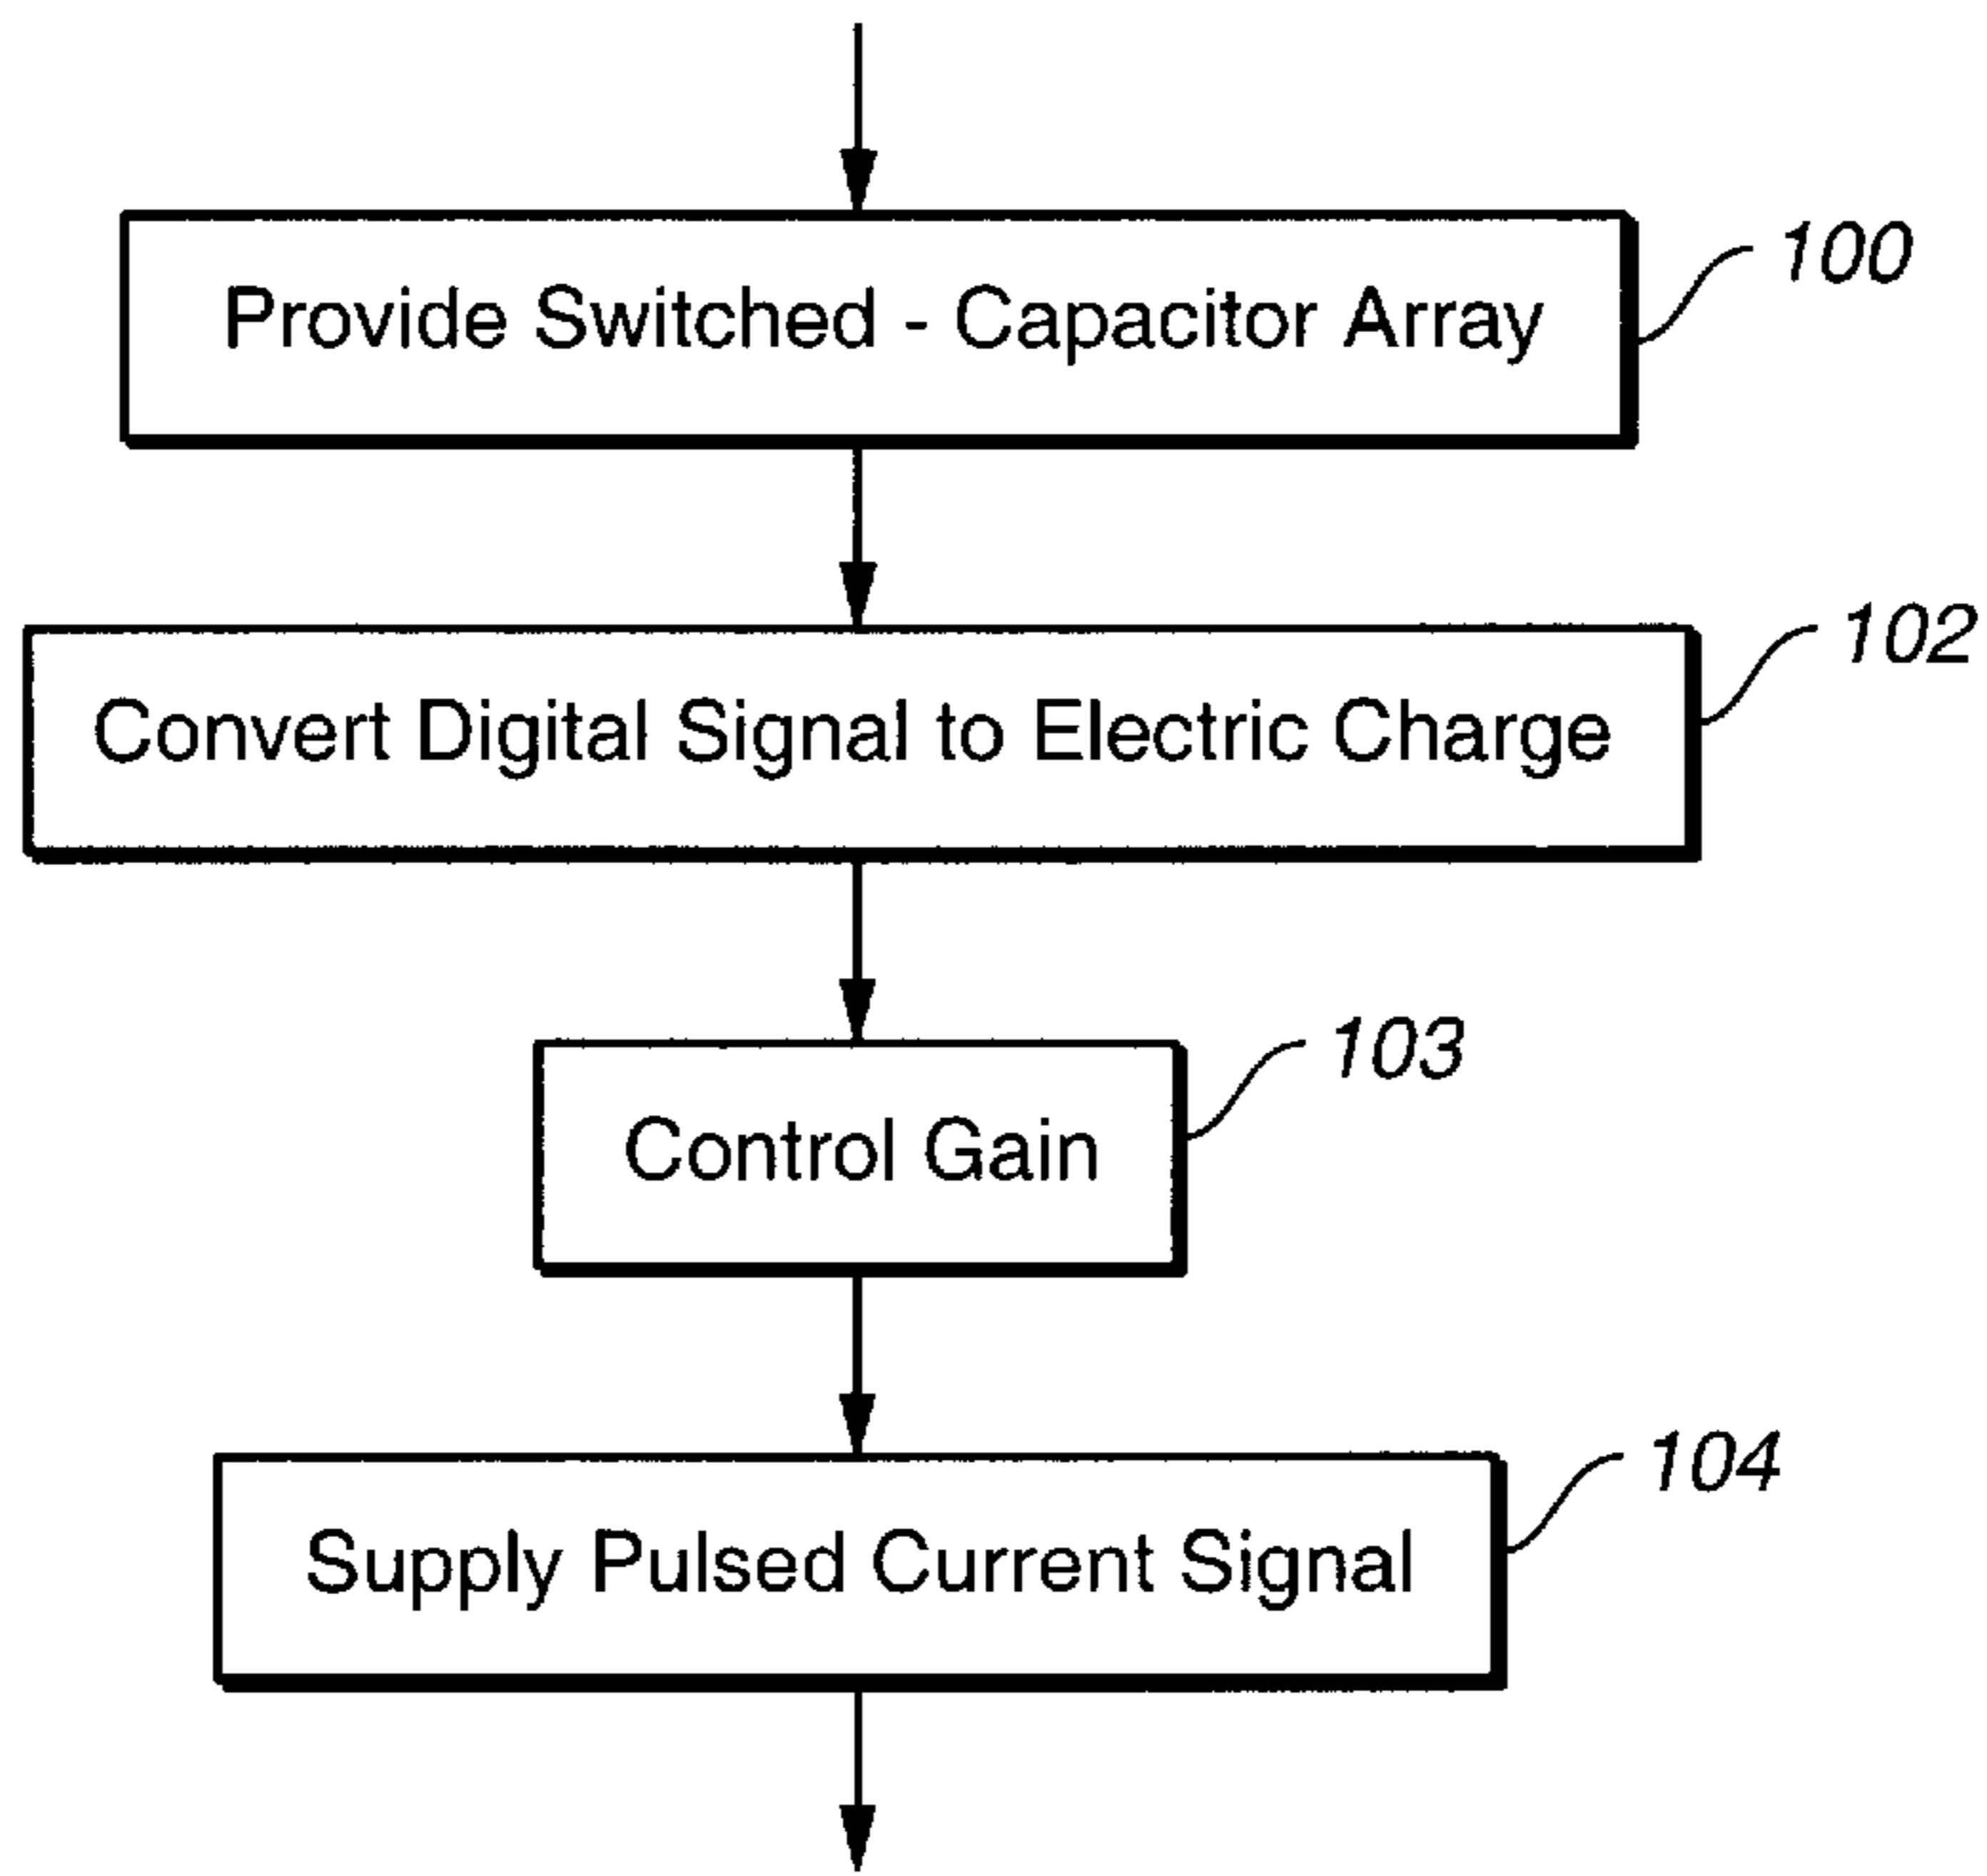 Provide Switched - Capacitor Array
100
Convert Digital Signal to Electric Charge
102
Control Gain
103
Supply Pulsed Current Signal
104